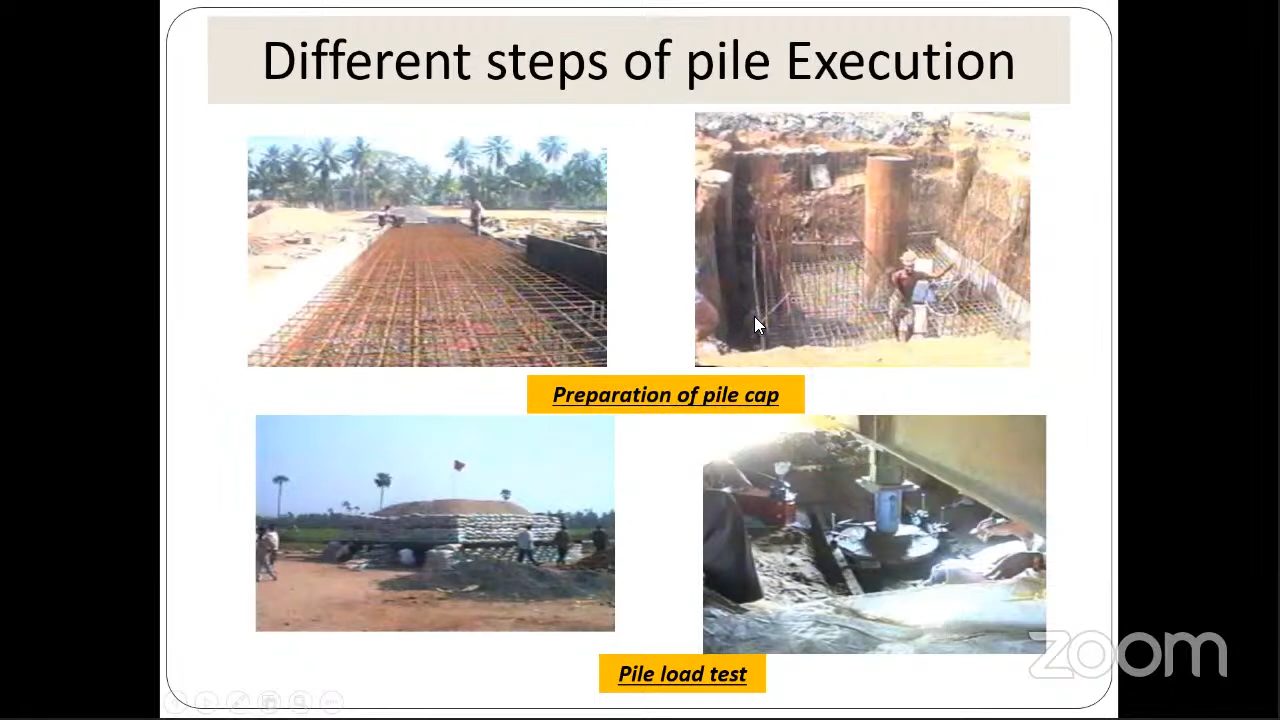 Different steps of pile Execution
Preparation of pile cap
Pile load test
zoom